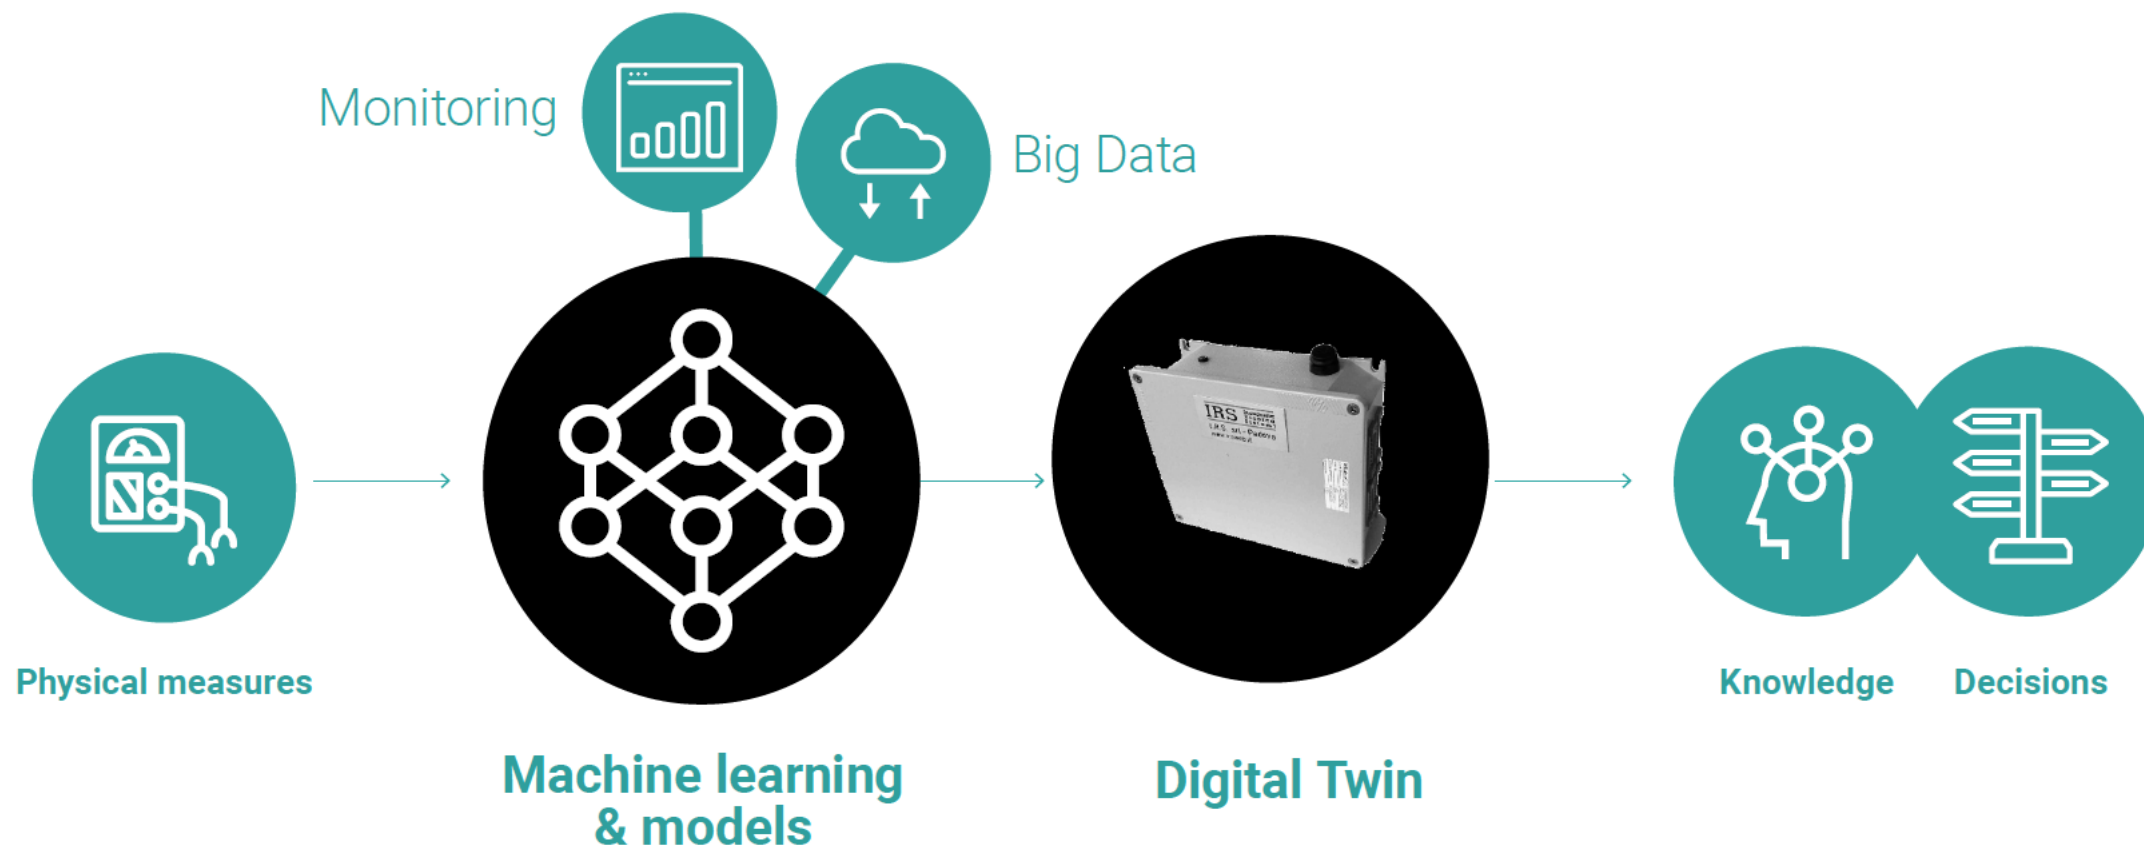 Monitoring
Big Data
IRS
Physical measures
Machine learning
& models
Digital Twin
Knowledge
Decisions